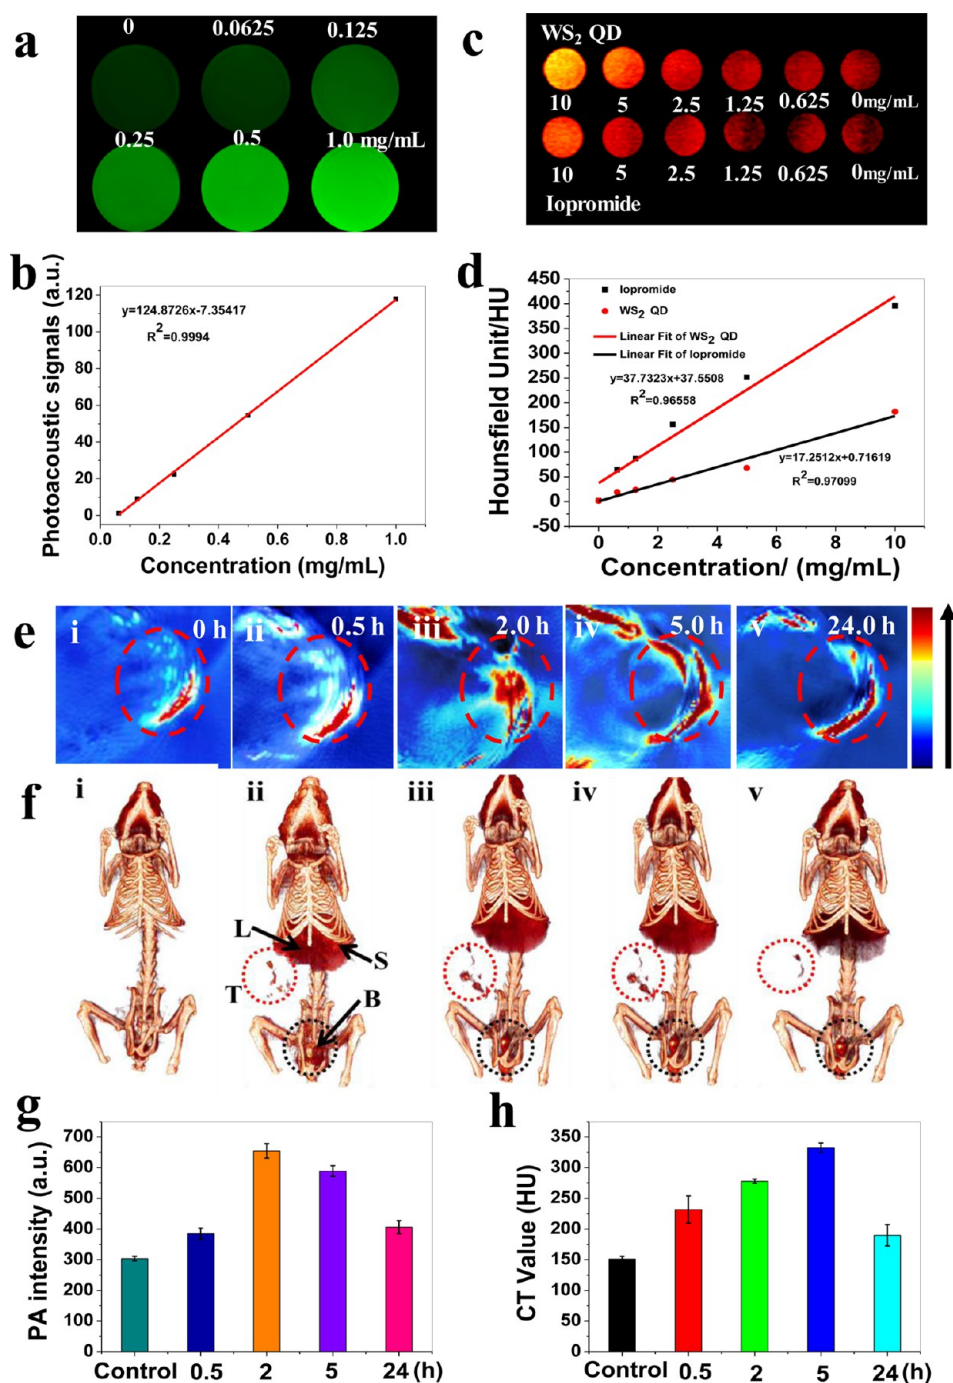 a
0 0.0625 0.125
0.25 0.5 1.0 mg/mL
b
Photoacoustic signals (a.u.)
120
100
80
60
40
20
0
y=124.8726x-7.35417
R²=0.9994
0.0 0.2 0.4 0.6 0.8 1.0
Concentration (mg/mL)
c
WS₂ QD
10 5 2.5 1.25 0.625 0mg/mL
10 5 2.5 1.25 0.625 0mg/mL
Iopromide
d
Hounsfield Unit/HU
450
400
350
300
250
200
150
100
50
0
-50
Iopromide
WS₂ QD
Linear Fit of WS₂ QD
Linear Fit of Iopromide
y=37.7323x+37.5508
R²=0.96558
y=17.2512x+0.71619
R²=0.97099
0 2 4 6 8 10
Concentration/ (mg/mL)
e
i 0 h
ii 0.5 h
iii 2.0 h
iv 5.0 h
v 24.0 h
f
i ii iii iv v
L
S
T
B
g
PA intensity (a.u.)
700
600
500
400
300
200
100
0
Control 0.5 2 5 24 (h)
h
CT Value (HU)
350
300
250
200
150
100
50
0
Control 0.5 2 5 24 (h)